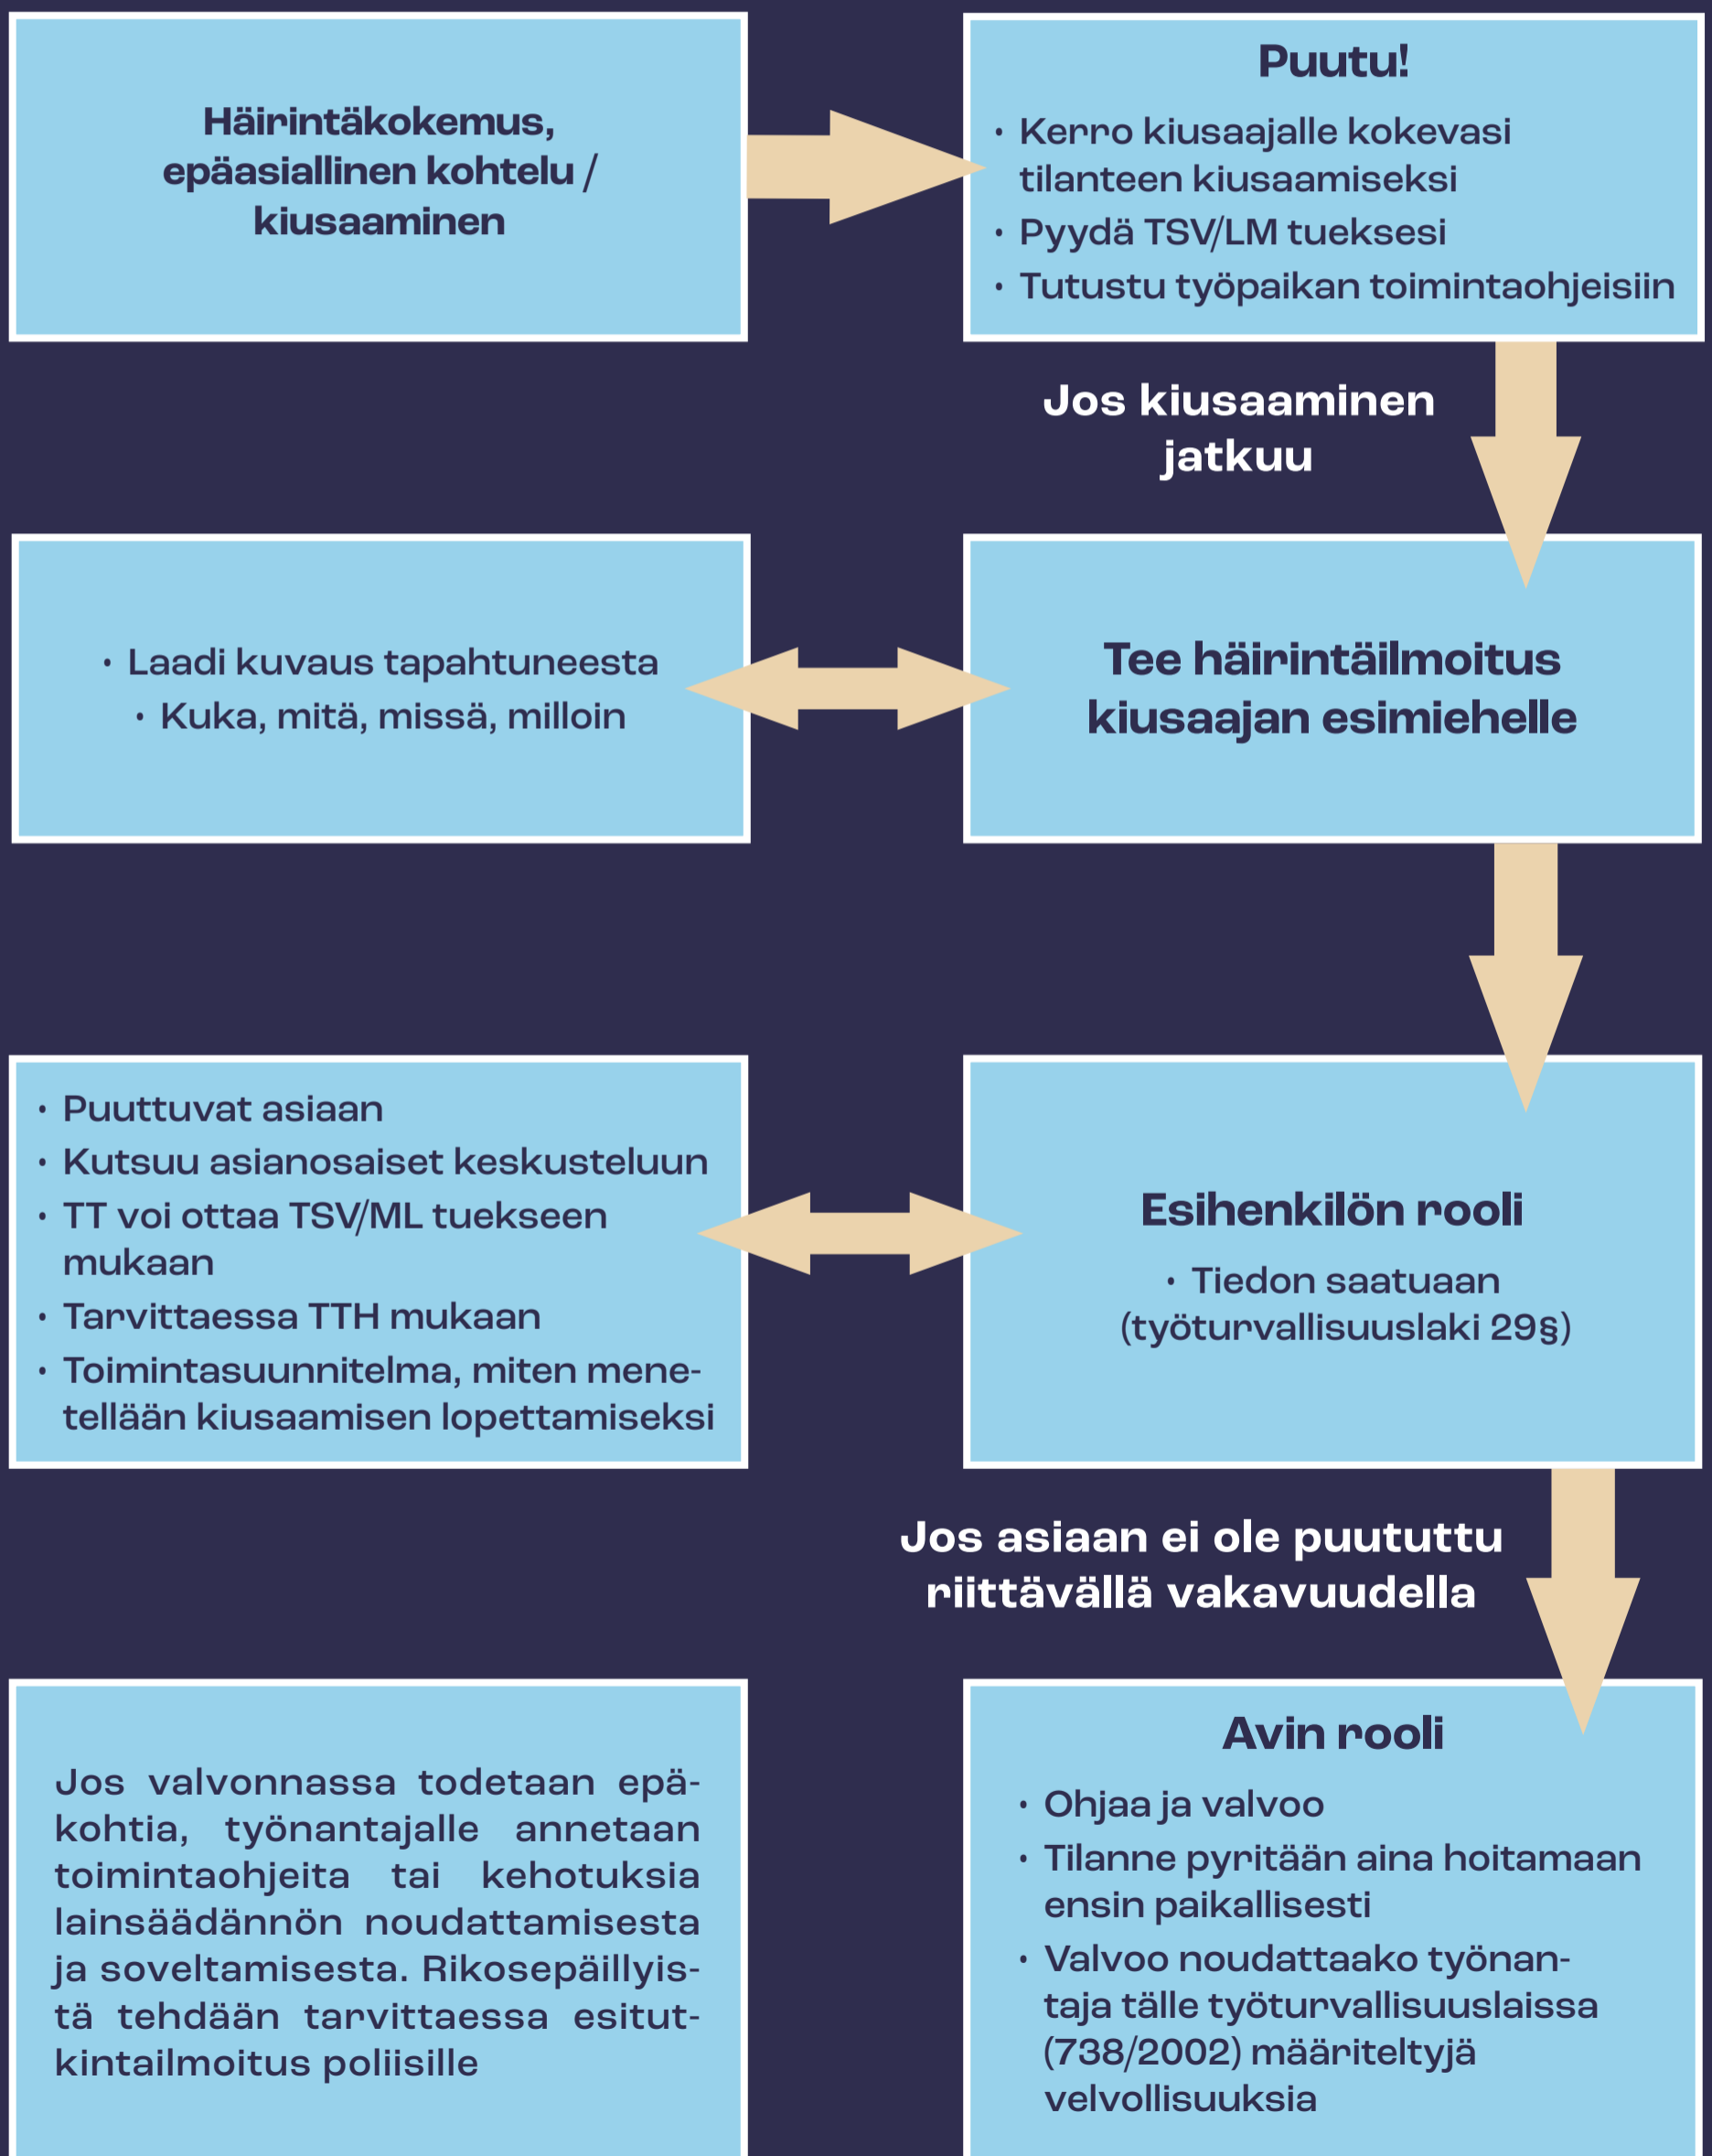 Häirintäkokemus,
epäasiallinen kohtelu /
kiusaaminen
Puutu!
• Kerro kiusaajalle kokevasi
tilanteen kiusaamiseksi
• Pyydä TSV/LM tueksesi
• Tutustu työpaikan toimintaohjeisiin
Jos kiusaaminen
jatkuu
• Laadi kuvaus tapahtuneesta
• Kuka, mitä, missä, milloin
Tee häirintäilmoitus
kiusaajan esimiehelle
• Puuttuvat asiaan
• Kutsuu asianosaiset keskusteluun
• TT voi ottaa TSV/ML tuekseen
mukaan
• Tarvittaessa TTH mukaan
• Toimintasuunnitelma, miten mene-
tellään kiusaamisen lopettamiseksi
Esihenkilön rooli
• Tiedon saatuaan
(työturvallisuuslaki 29§)
Jos asiaan ei ole puututtu
riittävällä vakavuudella
Jos valvonnassa todetaan epä-
kohtia, työnantajalle annetaan
toimintaohjeita tai kehotuksia
lainsäädännön noudattamisesta
ja soveltamisesta. Rikosepäillyis-
tä tehdään tarvittaessa esitut-
kintailmoitus poliisille
Avin rooli
• Ohjaa ja valvoo
• Tilanne pyritään aina hoitamaan
ensin paikallisesti
• Valvoo noudattaako työnan-
taja tälle työturvallisuuslaissa
(738/2002) määriteltyjä
velvollisuuksia